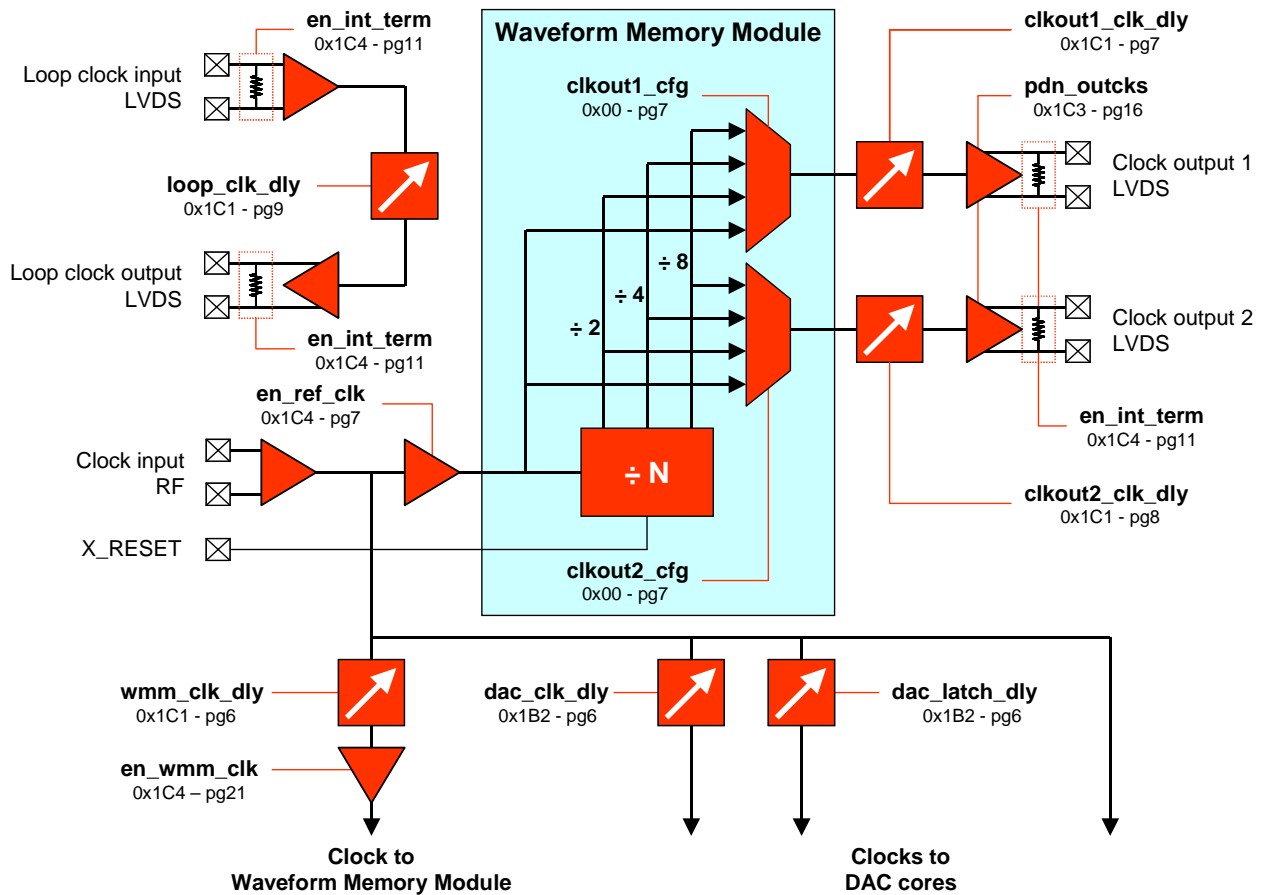 en_int_term
0x1C4 - pg11
Loop clock input
LVDS
loop_clk_dly
0x1C1 - pg9
Loop clock output
LVDS
en_int_term
0x1C4 - pg11
en_ref_clk
0x1C4 - pg7
Clock input
RF
X_RESET
Waveform Memory Module
clkout1_cfg
0x00 - pg7
÷ 8
÷ 4
÷ 2
÷ N
clkout2_cfg
0x00 - pg7
clkout1_clk_dly
0x1C1 - pg7
pdn_outcks
0x1C3 - pg16
Clock output 1
LVDS
Clock output 2
LVDS
en_int_term
0x1C4 - pg11
clkout2_clk_dly
0x1C1 - pg8
wmm_clk_dly
0x1C1 - pg6
en_wmm_clk
0x1C4 – pg21
dac_clk_dly
0x1B2 - pg6
dac_latch_dly
0x1B2 - pg6
Clock to
Waveform Memory Module
Clocks to
DAC cores